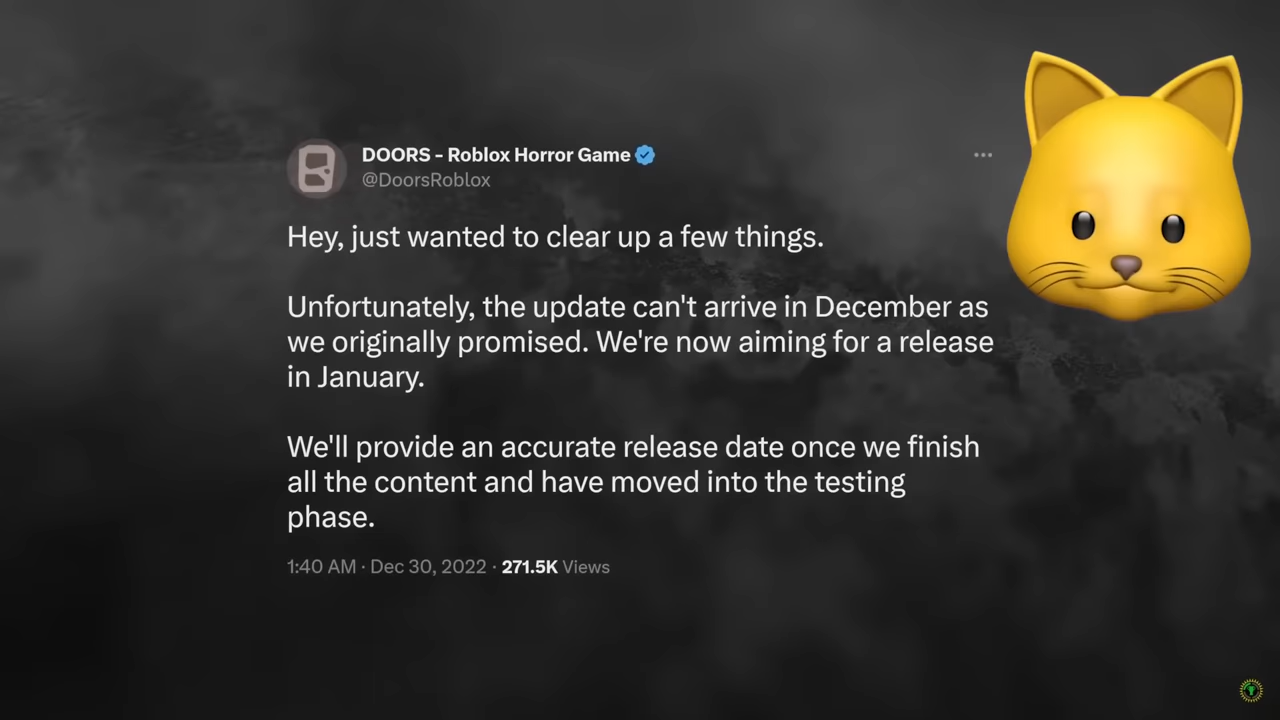 DOORS - Roblox Horror Game
@DoorsRoblox
Hey, just wanted to clear up a few things.
Unfortunately, the update can't arrive in December as
we originally promised. We're now aiming for a release
in January.
We'll provide an accurate release date once we finish
all the content and have moved into the testing
phase.
1:40 AM · Dec 30, 2022 · 271.5K Views